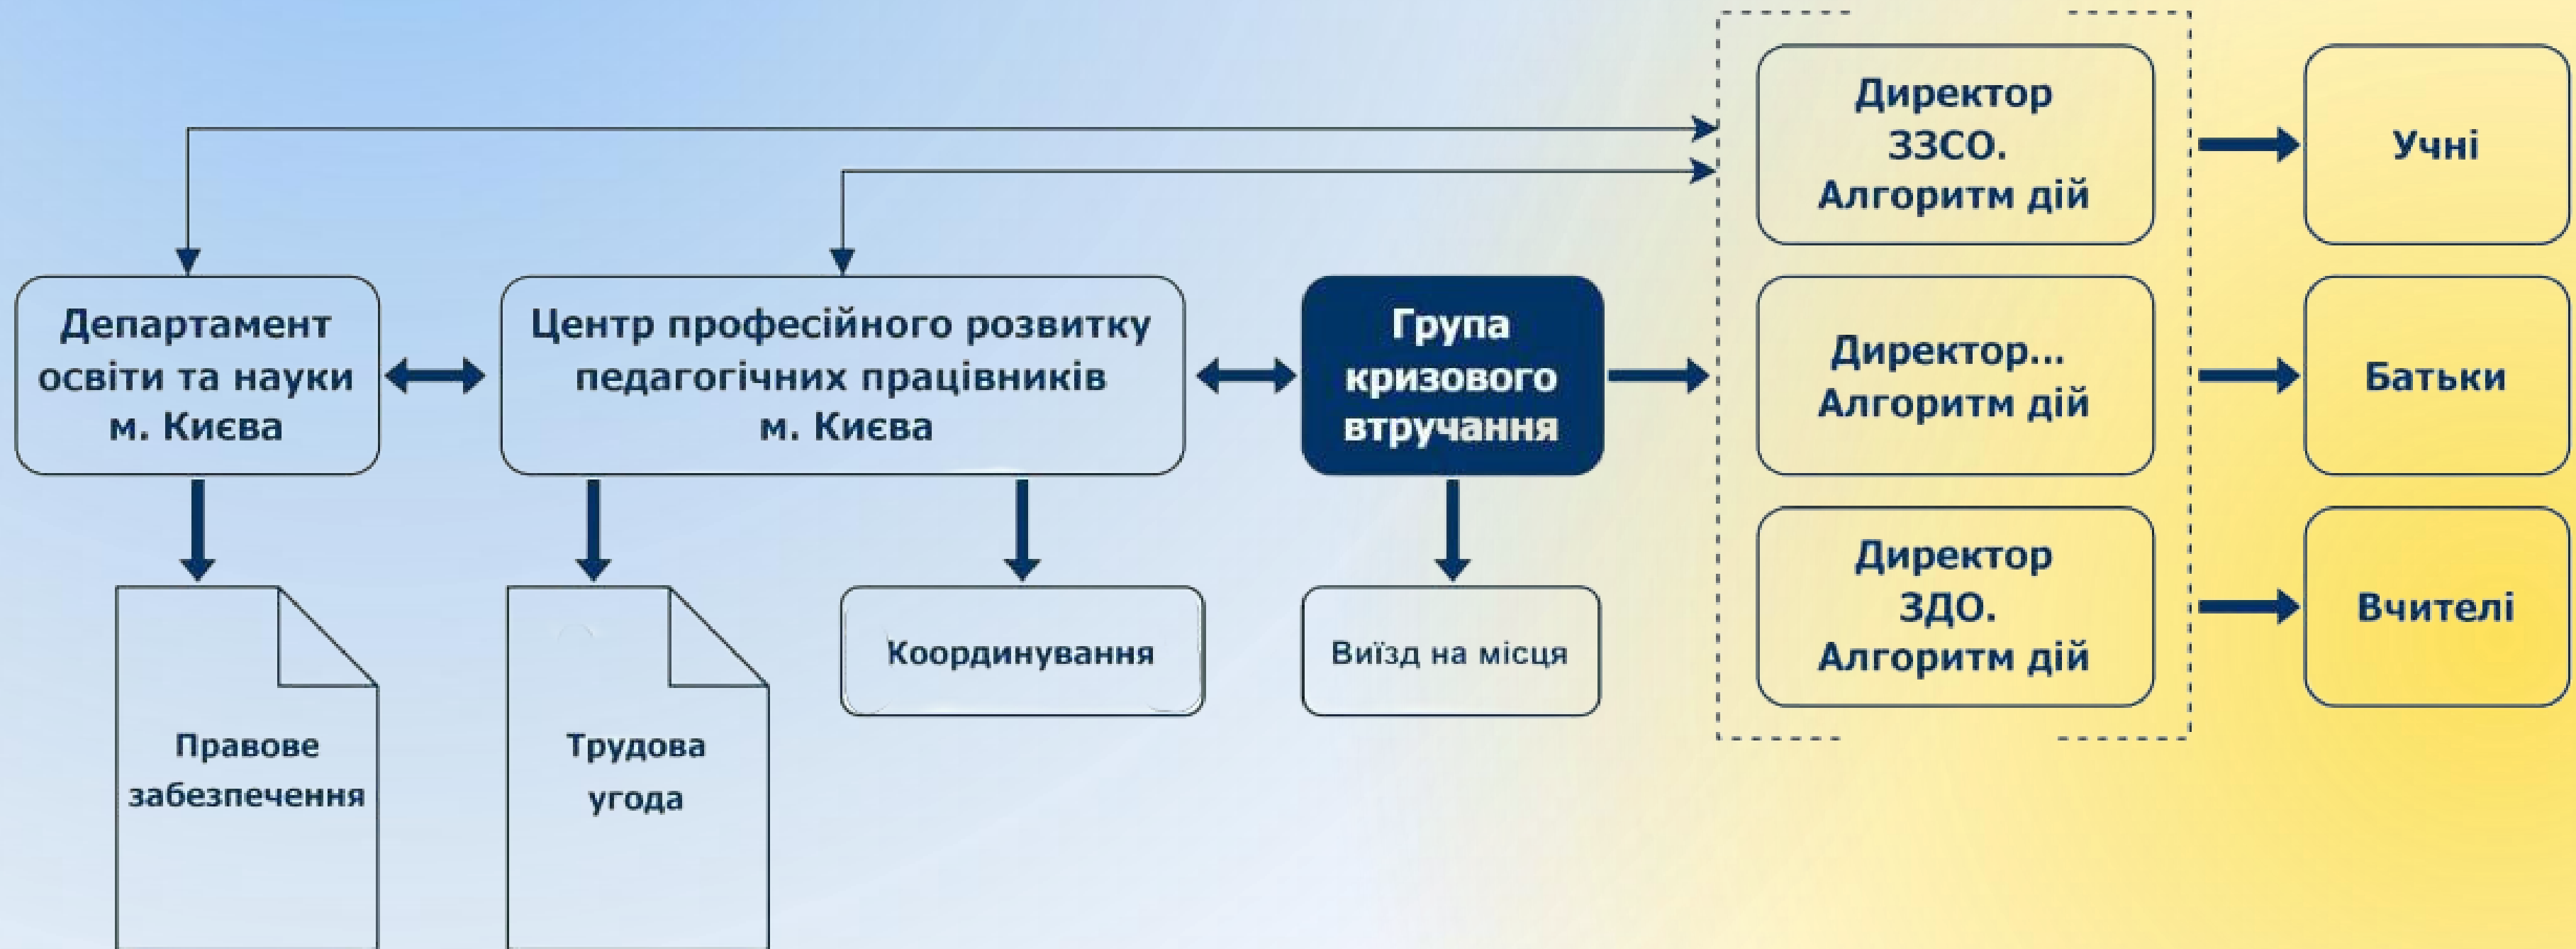 Директор
ЗЗСО.
Алгоритм дій
Учні
Департамент
освіти та науки
м. Києва
Центр професійного розвитку
педагогічних працівників
м. Києва
Група
кризового
втручання
Директор...
Алгоритм дій
Батьки
Директор
ЗДО.
Алгоритм дій
Вчителі
Правове
забезпечення
Трудова
угода
Координування
Виїзд на місця